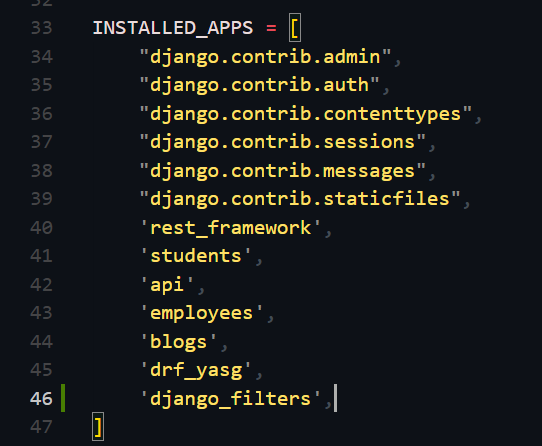 33 INSTALLED_APPS = [
34     "django.contrib.admin",
35     "django.contrib.auth",
36     "django.contrib.contenttypes",
37     "django.contrib.sessions",
38     "django.contrib.messages",
39     "django.contrib.staticfiles",
40     'rest_framework',
41     'students',
42     'api',
43     'employees',
44     'blogs',
45     'drf_yasg',
46     'django_filters',
47 ]